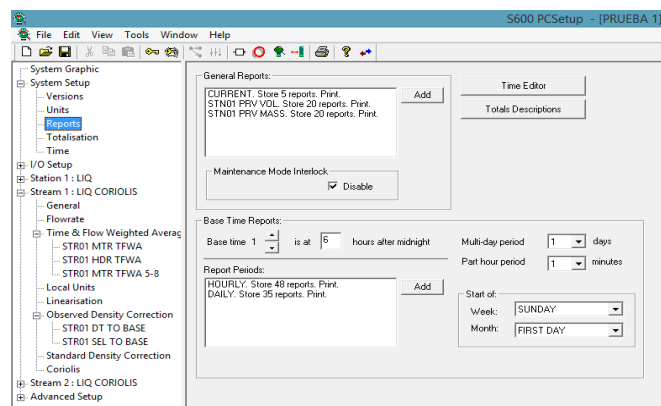 S600 PCSetup - [PRUEBA 1]
File Edit View Tools Window Help
System Graphic
System Setup
Versions
Units
Reports
Totalisation
Time
I/O Setup
Station 1 : LIQ
Stream 1 : LIQ CORIOLIS
General
Flowrate
Time & Flow Weighted Averag
STR01 MTR TFWA
STR01 HDR TFWA
STR01 MTR TFWA 5-8
Local Units
Linearisation
Observed Density Correction
STR01 DT TO BASE
STR01 SEL TO BASE
Standard Density Correction
Coriolis
Stream 2 : LIQ CORIOLIS
Advanced Setup
General Reports:
CURRENT. Store 5 reports. Print.
STN01 PRV VOL. Store 20 reports. Print.
STN01 PRV MASS. Store 20 reports. Print.
Add
Time Editor
Totals Descriptions
Maintenance Mode Interlock
Disable
Base Time Reports:
Base time 1 is at 6 hours after midnight
Multi-day period 1 days
Part hour period 1 minutes
Report Periods:
HOURLY. Store 48 reports. Print.
DAILY. Store 35 reports. Print.
Add
Start of:
Week: SUNDAY
Month: FIRST DAY